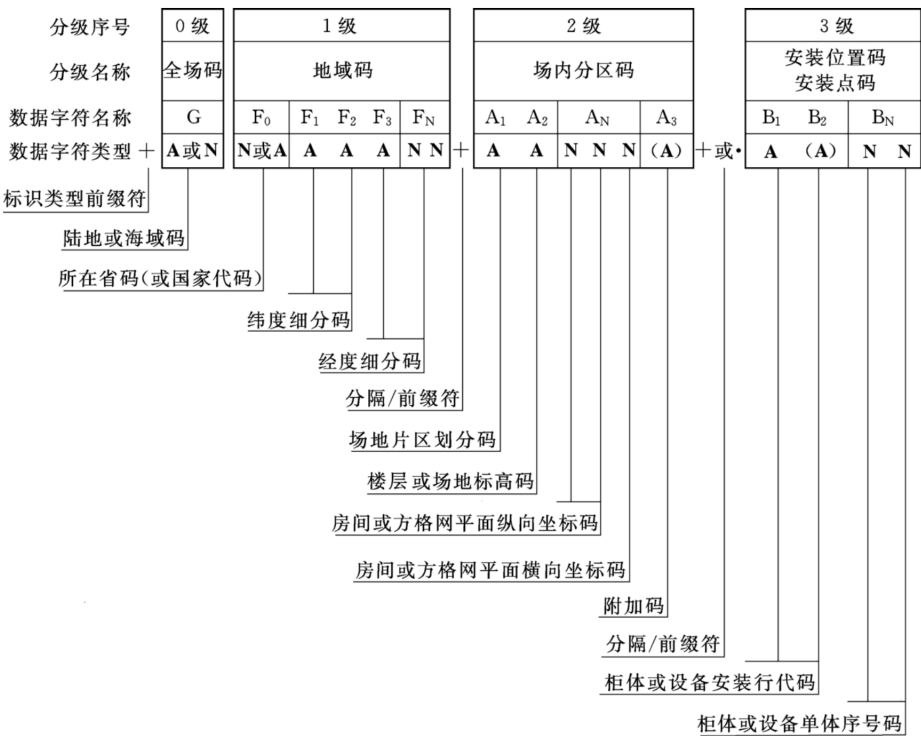 分级序号 0级 1级 2级 3级
分级名称 全场码 地域码 场内分区码 安装位置码
安装点码
数据字符名称 G F₀ F₁ F₂ F₃ F_N A₁ A₂ A_N A₃ B₁ B₂ B_N
数据字符类型 + A或N N或A A A A N N + A A N N N (A) +或· A (A) N N
标识类型前缀符
陆地或海域码
所在省码(或国家代码)
纬度细分码
经度细分码
分隔/前缀符
场地片区划分码
楼层或场地标高码
房间或方格网平面纵向坐标码
房间或方格网平面横向坐标码
附加码
分隔/前缀符
柜体或设备安装行代码
柜体或设备单体序号码